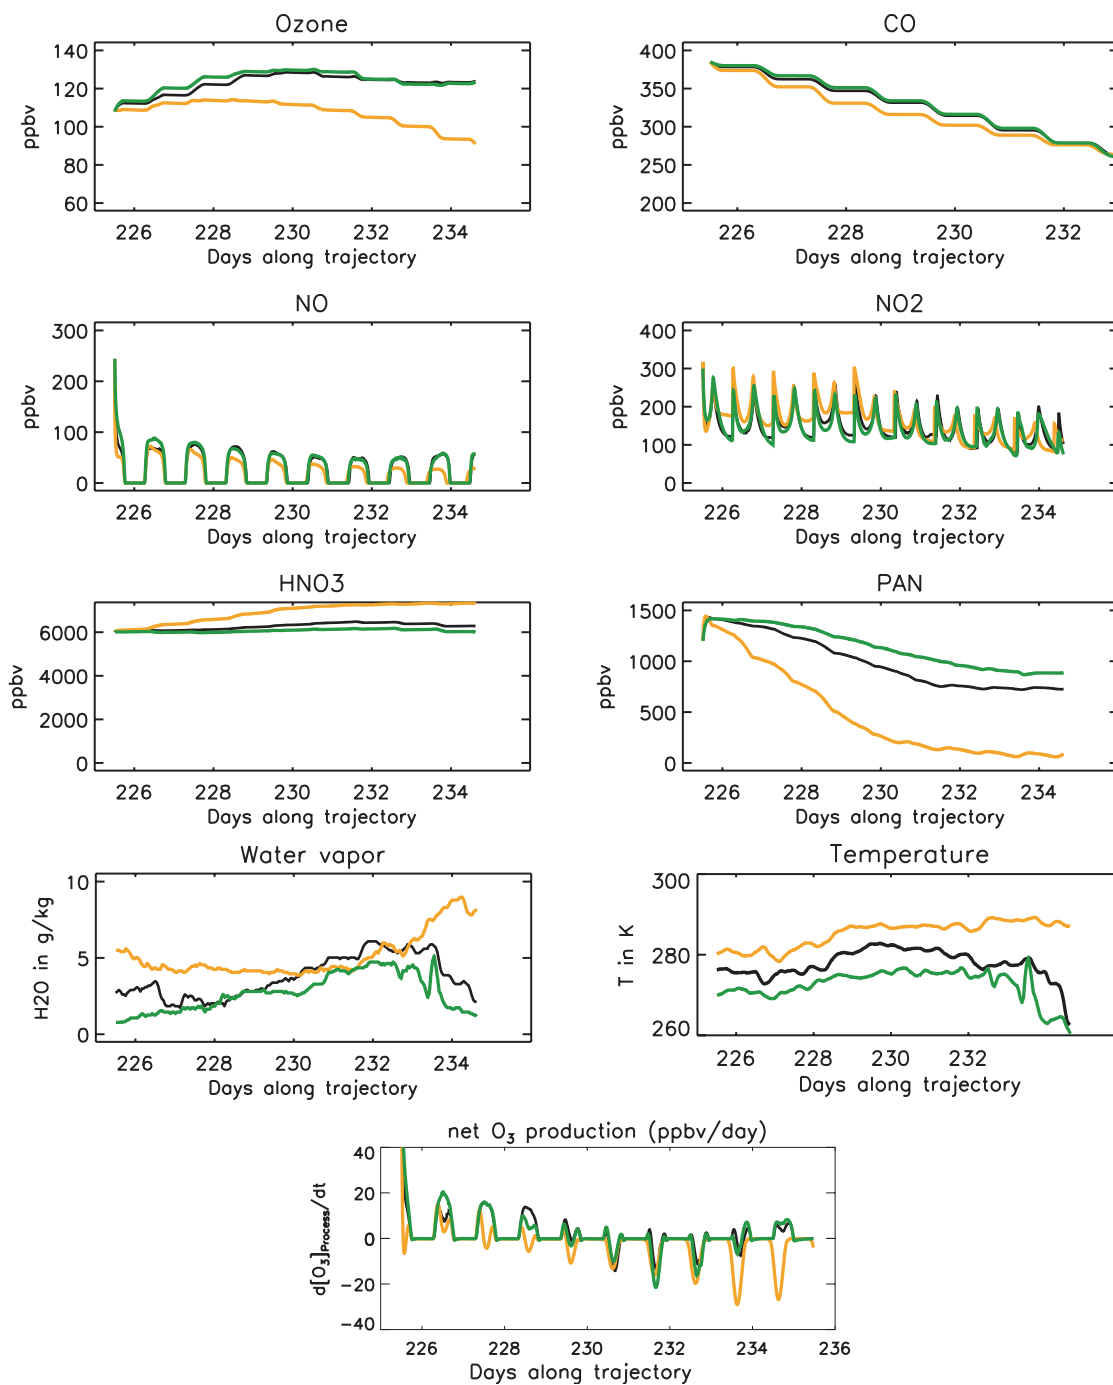 Ozone
140
120
100
80
60
ppbv
226 228 230 232 234
Days along trajectory
CO
400
350
300
250
200
ppbv
226 228 230 232
Days along trajectory
NO
300
200
100
0
ppbv
226 228 230 232 234
Days along trajectory
NO2
400
300
200
100
0
ppbv
226 228 230 232 234
Days along trajectory
HNO3
6000
4000
2000
0
ppbv
226 228 230 232 234
Days along trajectory
PAN
1500
1000
500
0
ppbv
226 228 230 232 234
Days along trajectory
Water vapor
10
5
0
H2O in g/kg
226 228 230 232 234
Days along trajectory
Temperature
300
280
260
T in K
226 228 230 232
Days along trajectory
net O₃ production (ppbv/day)
40
20
0
−20
−40
d[O₃]Process/dt
226 228 230 232 233 234 236
Days along trajectory